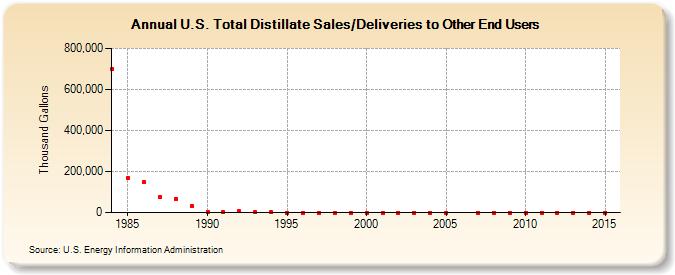 Annual U.S. Total Distillate Sales/Deliveries to Other End Users
Thousand Gallons
800,000
600,000
400,000
200,000
0
1985 1990 1995 2000 2005 2010 2015
Source: U.S. Energy Information Administration